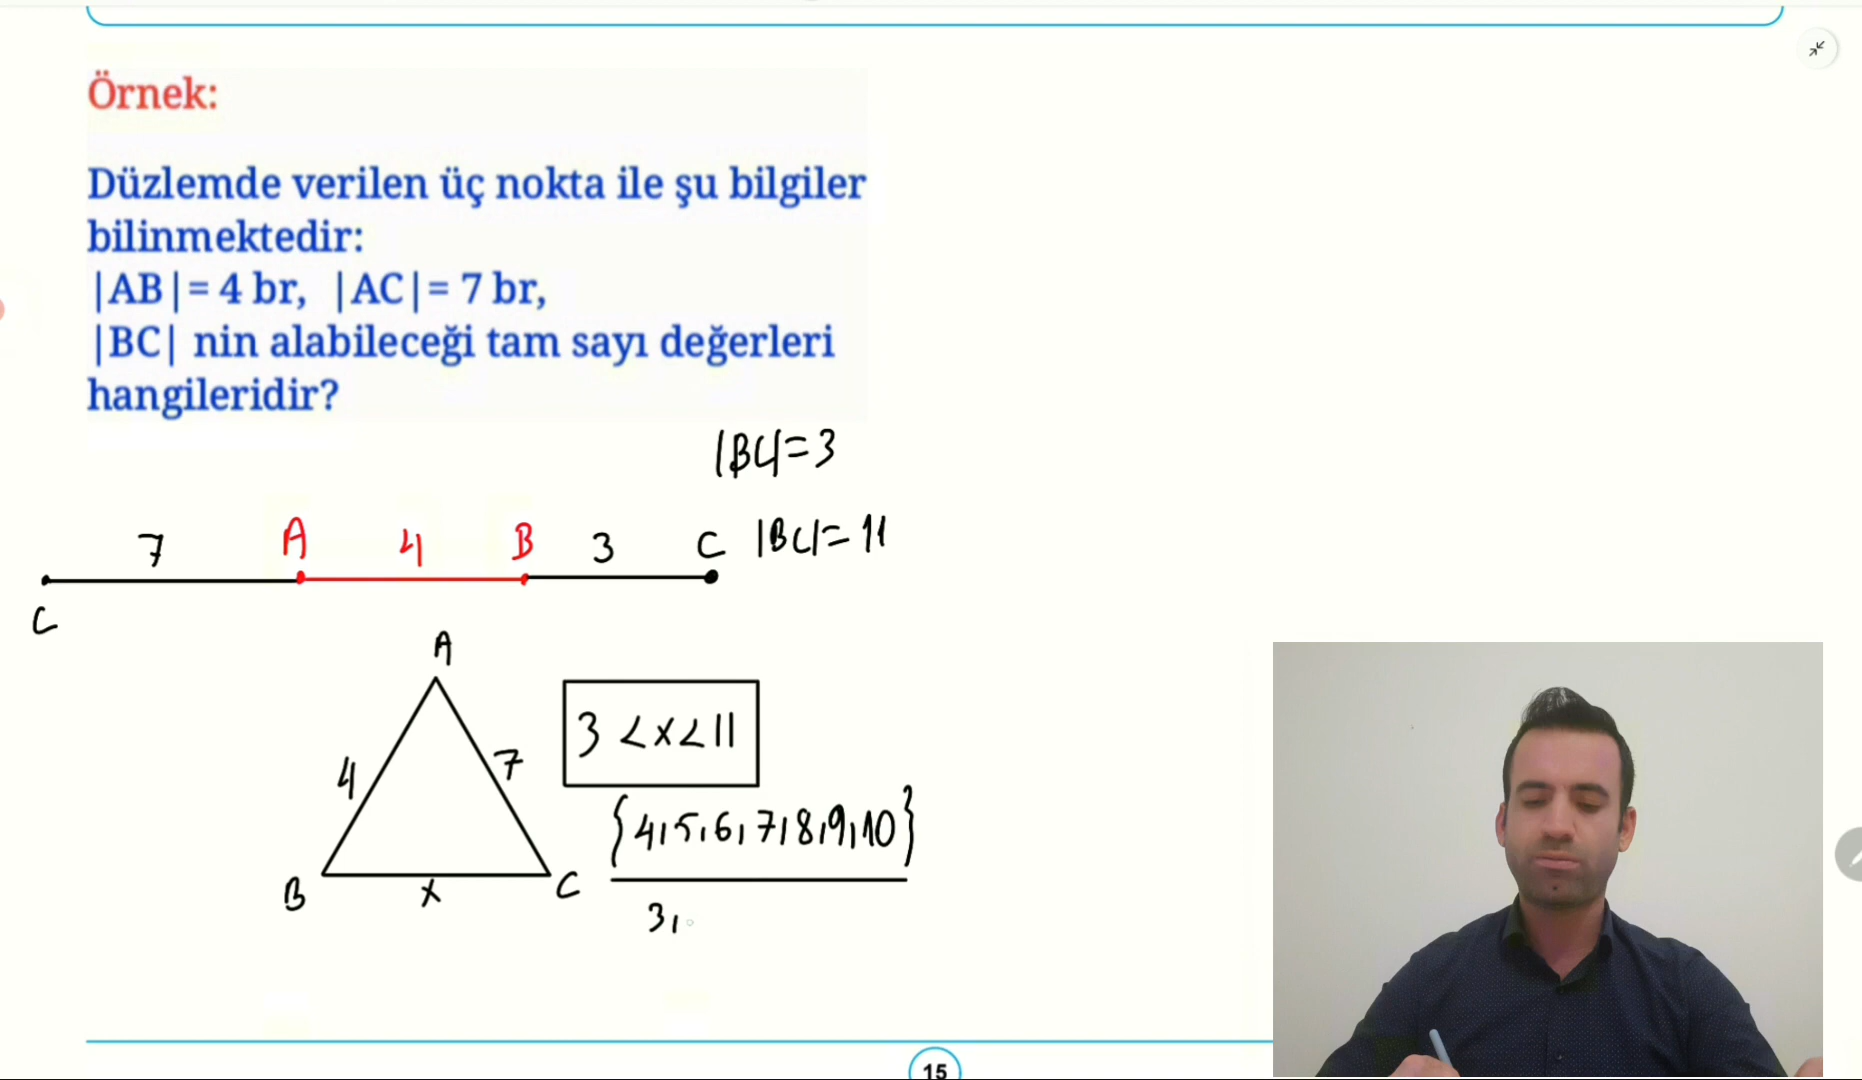 Örnek:
Düzlemde verilen üç nokta ile şu bilgiler
bilinmektedir:
|AB|= 4 br, |AC|= 7 br,
|BC| nin alabileceği tam sayı değerleri
hangileridir?
|BC|=3
7 A 4 B 3 C |BC|= 11
C
A
4 7 3 < x < 11
{4,5,6,7,8,9,10}
B x C
3,
15